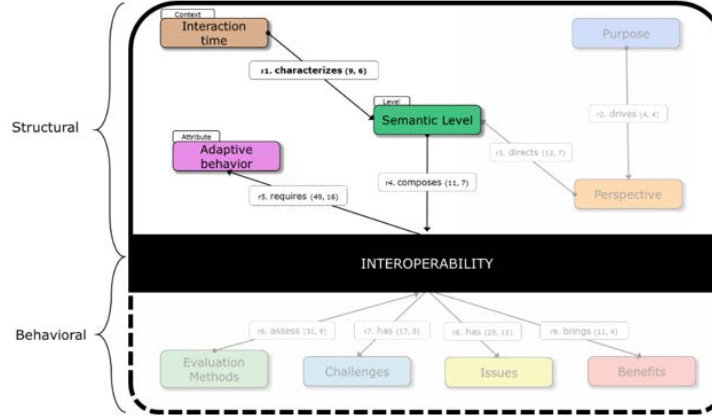 Context
Interaction
time
Purpose
r1. characterizes (9, 6)
Structural
Level
Semantic Level
r2. drives (4, 4)
Attribute
Adaptive
behavior
r3. directs (12, 7)
r4. composes (11, 7)
r5. requires (49, 16)
Perspective
INTEROPERABILITY
Behavioral
r6. assess (31, 9)
r7. has (17, 8)
r8. has (23, 11)
r9. brings (11, 4)
Evaluation
Methods
Challenges
Issues
Benefits